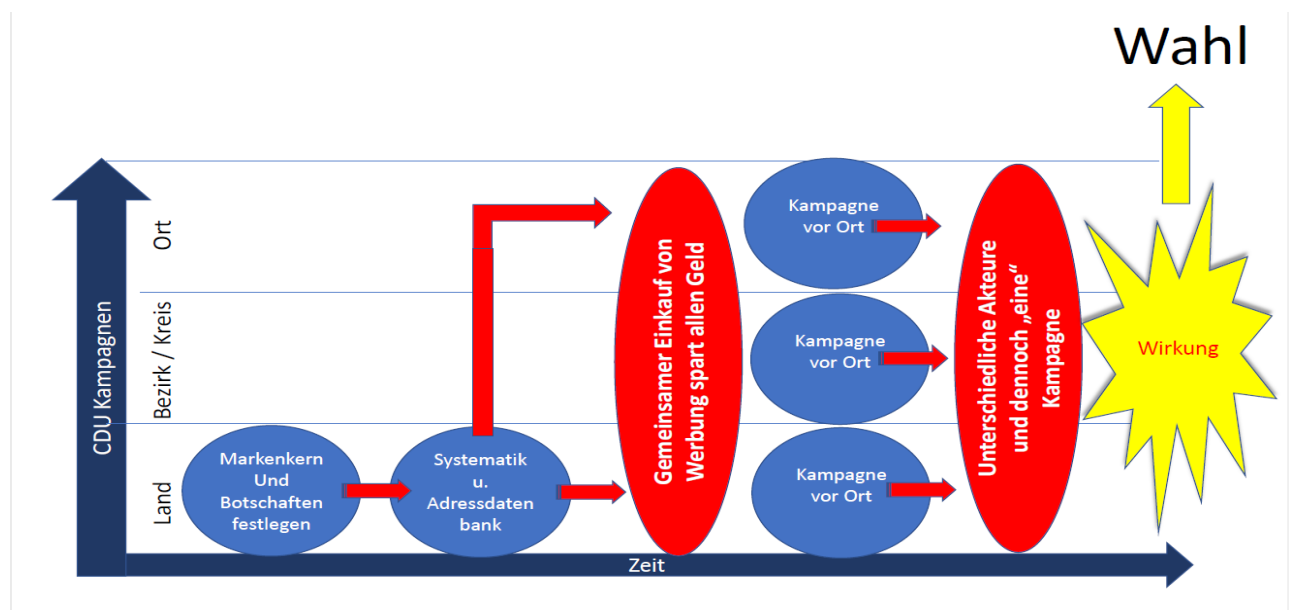 Wahl
CDU Kampagnen
Ort
Bezirk / Kreis
Land
Markenkern
Und
Botschaften
festlegen
Systematik
u.
Adressdaten
bank
Gemeinsamer Einkauf von
Werbung spart allen Geld
Kampagne
vor Ort
Kampagne
vor Ort
Kampagne
vor Ort
Unterschiedliche Akteure
und dennoch „eine“
Kampagne
Wirkung
Zeit